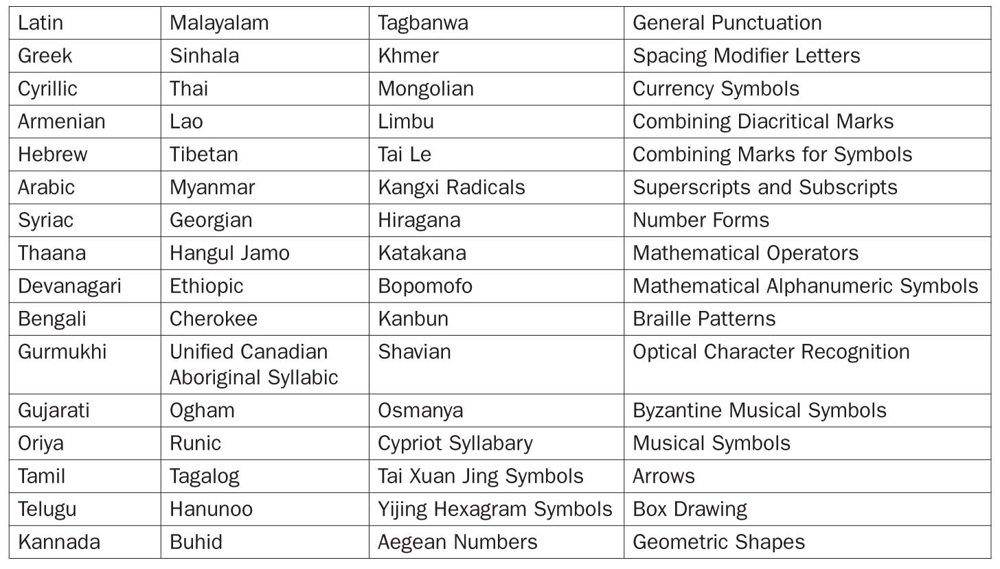 Latin Malayalam Tagbanwa General Punctuation
Greek Sinhala Khmer Spacing Modifier Letters
Cyrillic Thai Mongolian Currency Symbols
Armenian Lao Limbu Combining Diacritical Marks
Hebrew Tibetan Tai Le Combining Marks for Symbols
Arabic Myanmar Kangxi Radicals Superscripts and Subscripts
Syriac Georgian Hiragana Number Forms
Thaana Hangul Jamo Katakana Mathematical Operators
Devanagari Ethiopic Bopomofo Mathematical Alphanumeric Symbols
Bengali Cherokee Kanbun Braille Patterns
Gurmukhi Unified Canadian Shavian Optical Character Recognition
Aboriginal Syllabic
Gujarati Ogham Osmanya Byzantine Musical Symbols
Oriya Runic Cypriot Syllabary Musical Symbols
Tamil Tagalog Tai Xuan Jing Symbols Arrows
Telugu Hanunoo Yijing Hexagram Symbols Box Drawing
Kannada Buhid Aegean Numbers Geometric Shapes